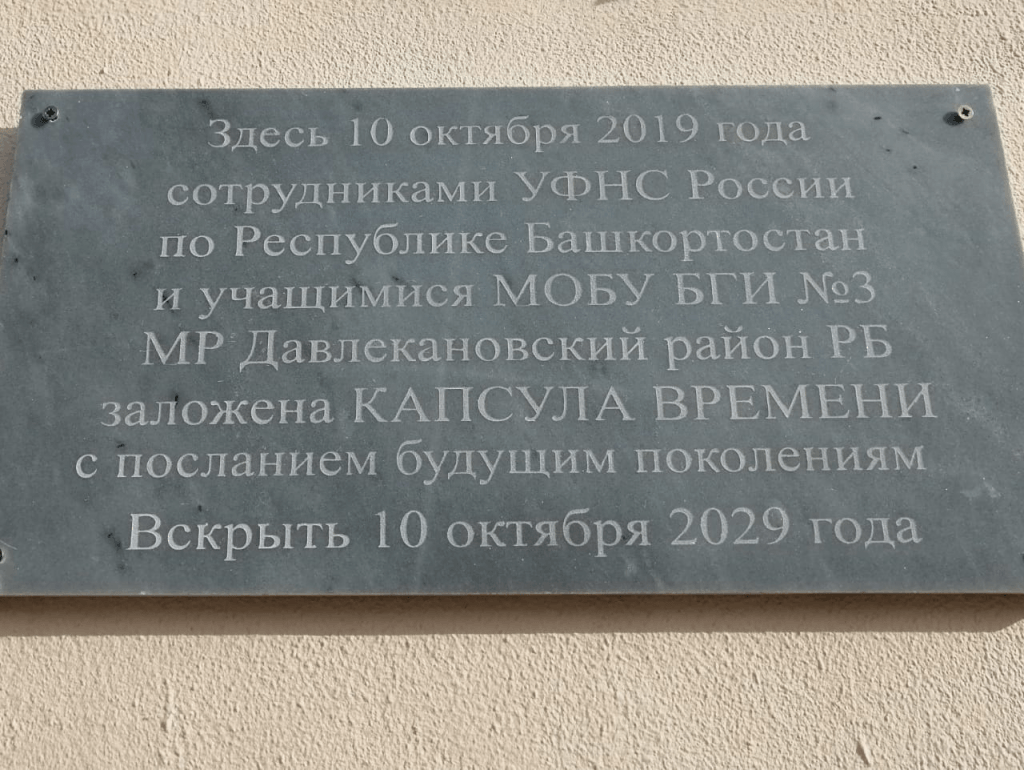 Здесь 10 октября 2019 года
сотрудниками УФНС России
по Республике Башкортостан
и учащимися МОБУ БГИ №3
МР Давлекановский район РБ
заложена КАПСУЛА ВРЕМЕНИ
с посланием будущим поколениям
Вскрыть 10 октября 2029 года